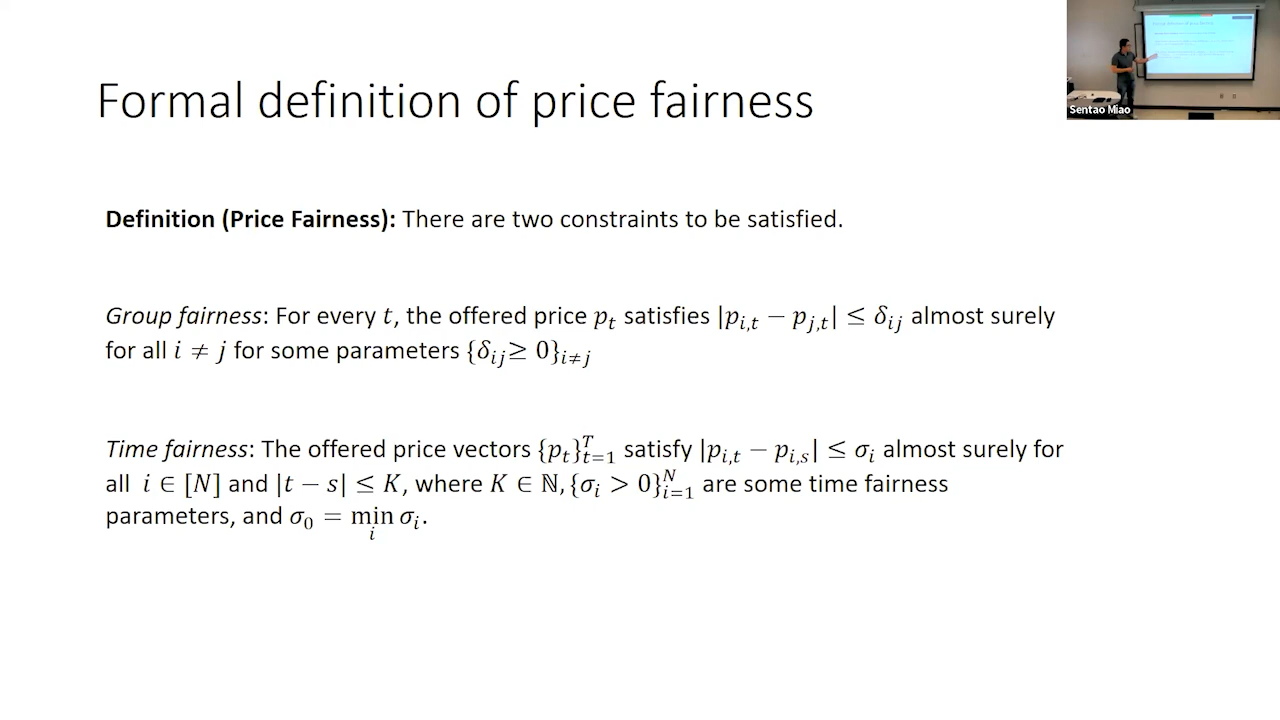 Formal definition of price fairness
Sentao Miao
Definition (Price Fairness): There are two constraints to be satisfied.
Group fairness: For every t, the offered price p_t satisfies |p_{i,t} − p_{j,t}| ≤ δ_{ij} almost surely
for all i ≠ j for some parameters {δ_{ij} ≥ 0}_{i≠j}
Time fairness: The offered price vectors {p_t}_{t=1}^T satisfy |p_{i,t} − p_{i,s}| ≤ σ_i almost surely for
all i ∈ [N] and |t − s| ≤ K, where K ∈ ℕ, {σ_i > 0}_{i=1}^N are some time fairness
parameters, and σ_0 = min_i σ_i.